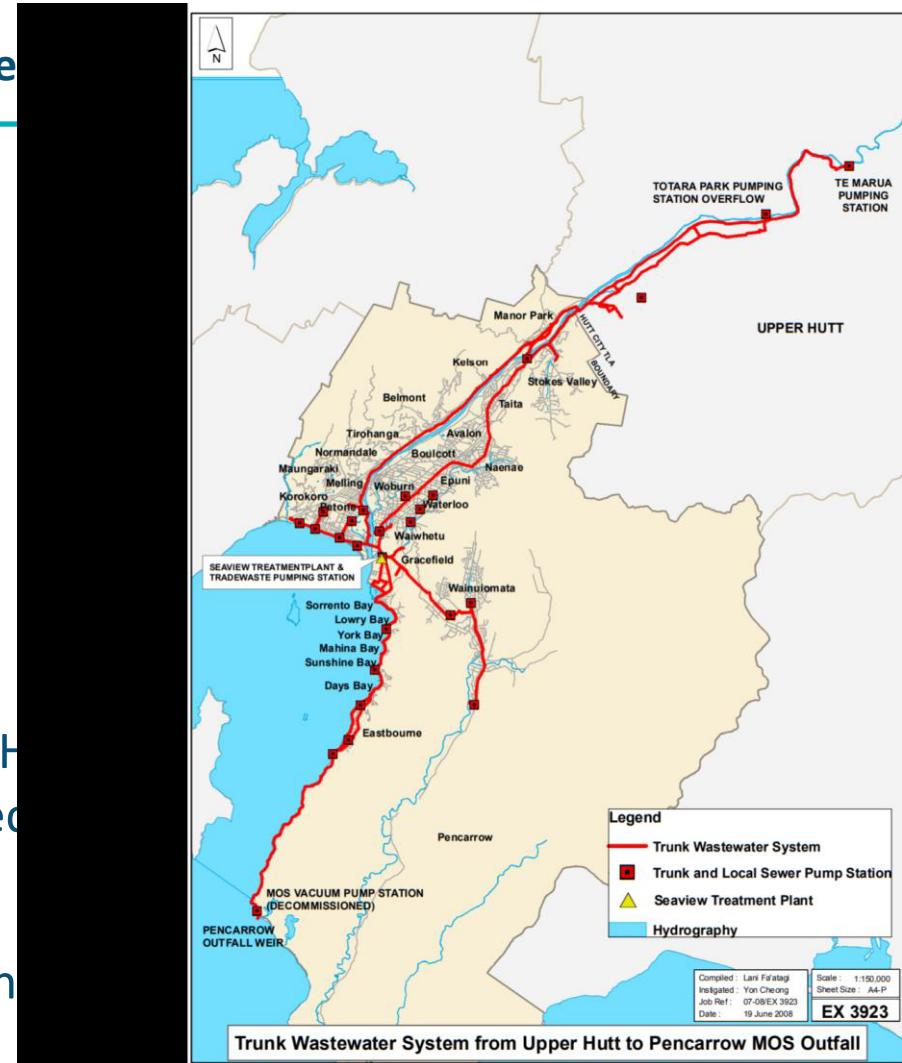 e
N
TOTARA PARK PUMPING
STATION OVERFLOW
TE MARUA
PUMPING
STATION
Manor Park
HUTT CITY TLA
BOUNDARY
UPPER HUTT
Kelson
Stokes Valley
Belmont
Taita
Tirohanga
Avalon
Normandale
Boulcott
Maungaraki
Naenae
Melling
Woburn
Epuni
Korokoro
Petone
Waterloo
Waiwhetu
SEAVIEW TREATMENTPLANT &
TRADEWASTE PUMPING STATION
Gracefield
Wainuiomata
Sorrento Bay
Lowry Bay
York Bay
Mahina Bay
Sunshine Bay
Days Bay
Eastbourne
H
ec
Pencarrow
Legend
Trunk Wastewater System
Trunk and Local Sewer Pump Station
Seaview Treatment Plant
Hydrography
MOS VACUUM PUMP STATION
(DECOMMISSIONED)
PENCARROW
OUTFALL WEIR
n
Compiled : Lani Fa'atagi
Instigated : Yon Cheong
Job Ref : 07-08/EX 3923
Date : 19 June 2008
Scale : 1:150,000
Sheet Size : A4-P
EX 3923
Trunk Wastewater System from Upper Hutt to Pencarrow MOS Outfall